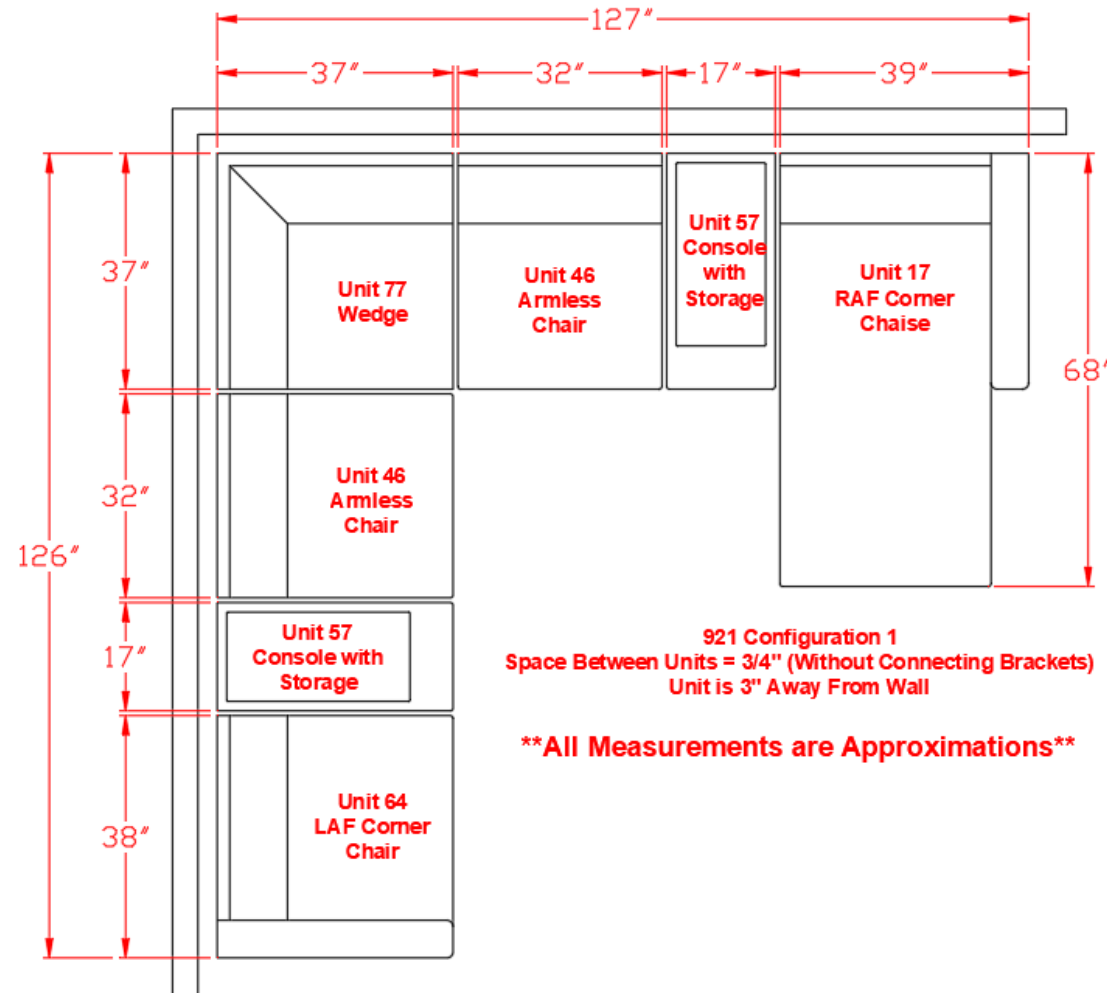 127"
37" 32" 17" 39"
37"
Unit 77
Wedge
Unit 46
Armless
Chair
Unit 57
Console
with
Storage
Unit 17
RAF Corner
Chaise
68"
32"
Unit 46
Armless
Chair
126"
17"
Unit 57
Console with
Storage
921 Configuration 1
Space Between Units = 3/4" (Without Connecting Brackets)
Unit is 3" Away From Wall
**All Measurements are Approximations**
38"
Unit 64
LAF Corner
Chair